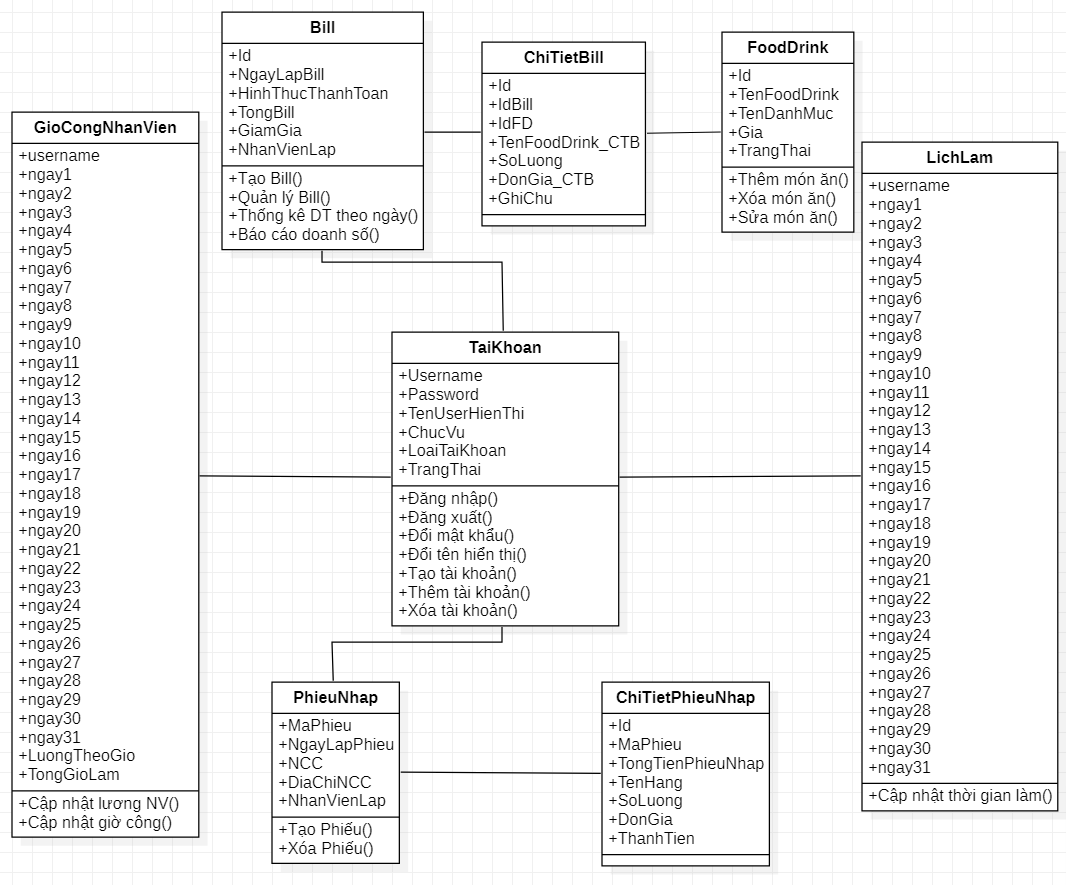 Bill
+Id
+NgayLapBill
+HinhThucThanhToan
+TongBill
+GiamGia
+NhanVienLap
+Tạo Bill()
+Quản lý Bill()
+Thống kê DT theo ngày()
+Báo cáo doanh số()
ChiTietBill
+Id
+IdBill
+IdFD
+TenFoodDrink_CTB
+SoLuong
+DonGia_CTB
+GhiChu
FoodDrink
+Id
+TenFoodDrink
+TenDanhMuc
+Gia
+TrangThai
+Thêm món ăn()
+Xóa món ăn()
+Sửa món ăn()
GioCongNhanVien
+username
+ngay1
+ngay2
+ngay3
+ngay4
+ngay5
+ngay6
+ngay7
+ngay8
+ngay9
+ngay10
+ngay11
+ngay12
+ngay13
+ngay14
+ngay15
+ngay16
+ngay17
+ngay18
+ngay19
+ngay20
+ngay21
+ngay22
+ngay23
+ngay24
+ngay25
+ngay26
+ngay27
+ngay28
+ngay29
+ngay30
+ngay31
+LuongTheoGio
+TongGioLam
+Cập nhật lương NV()
+Cập nhật giờ công()
TaiKhoan
+Username
+Password
+TenUserHienThi
+ChucVu
+LoaiTaiKhoan
+TrangThai
+Đăng nhập()
+Đăng xuất()
+Đổi mật khẩu()
+Đổi tên hiển thị()
+Tạo tài khoản()
+Thêm tài khoản()
+Xóa tài khoản()
LichLam
+username
+ngay1
+ngay2
+ngay3
+ngay4
+ngay5
+ngay6
+ngay7
+ngay8
+ngay9
+ngay10
+ngay11
+ngay12
+ngay13
+ngay14
+ngay15
+ngay16
+ngay17
+ngay18
+ngay19
+ngay20
+ngay21
+ngay22
+ngay23
+ngay24
+ngay25
+ngay26
+ngay27
+ngay28
+ngay29
+ngay30
+ngay31
+Cập nhật thời gian làm()
PhieuNhap
+MaPhieu
+NgayLapPhieu
+NCC
+DiaChiNCC
+NhanVienLap
+Tạo Phiếu()
+Xóa Phiếu()
ChiTietPhieuNhap
+Id
+MaPhieu
+TongTienPhieuNhap
+TenHang
+SoLuong
+DonGia
+ThanhTien